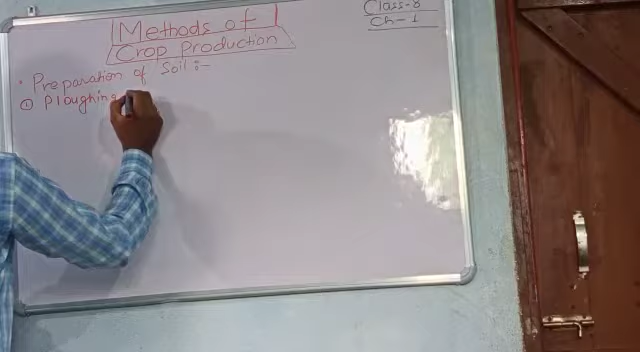 Methods of
Crop Production
Class-8
Ch-1
• Preparation of Soil :-
① Ploughing